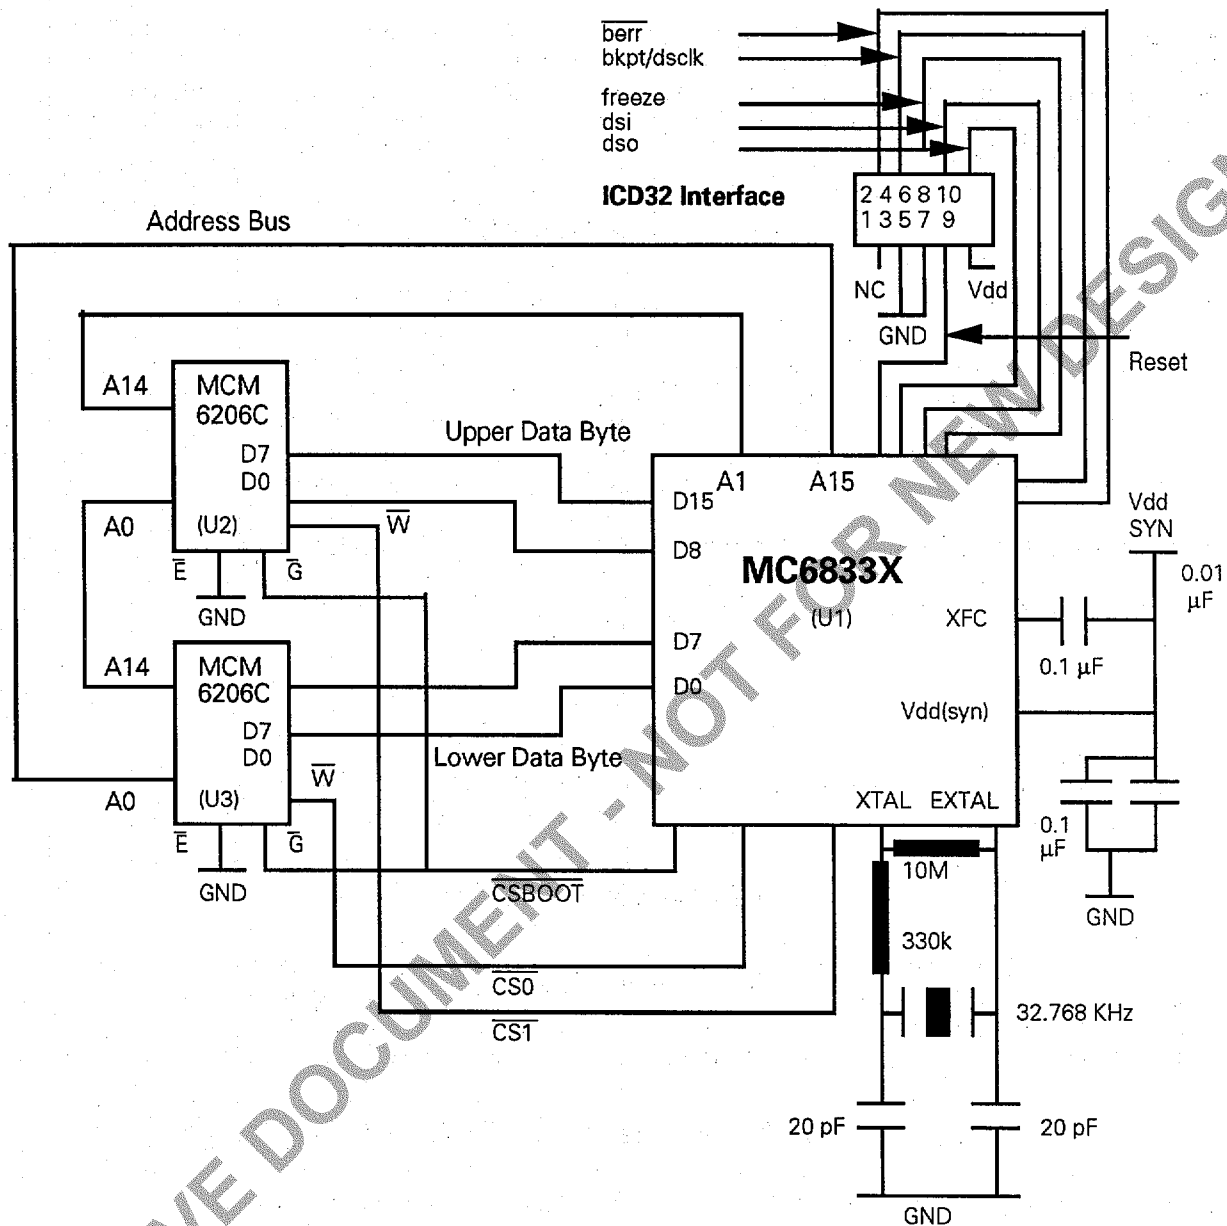 berr
bkpt/dsclk
freeze
dsi
dso
ICD32 Interface
2 4 6 8 10
1 3 5 7 9
NC
Vdd
GND
Reset
Address Bus
A14
MCM
6206C
D7
D0
A0
(U2)
W
E
G
GND
Upper Data Byte
A1
A15
D15
D8
MC6833X
(U1)
XFC
D7
D0
Vdd(syn)
XTAL EXTAL
Vdd
SYN
0.01
µF
0.1 µF
0.1
µF
GND
A14
MCM
6206C
D7
D0
A0
(U3)
W
E
G
GND
Lower Data Byte
CSBOOT
CS0
CS1
10M
330k
32.768 KHz
20 pF
20 pF
GND
VE DOCUMENT - NOT FOR NEW DESIGN